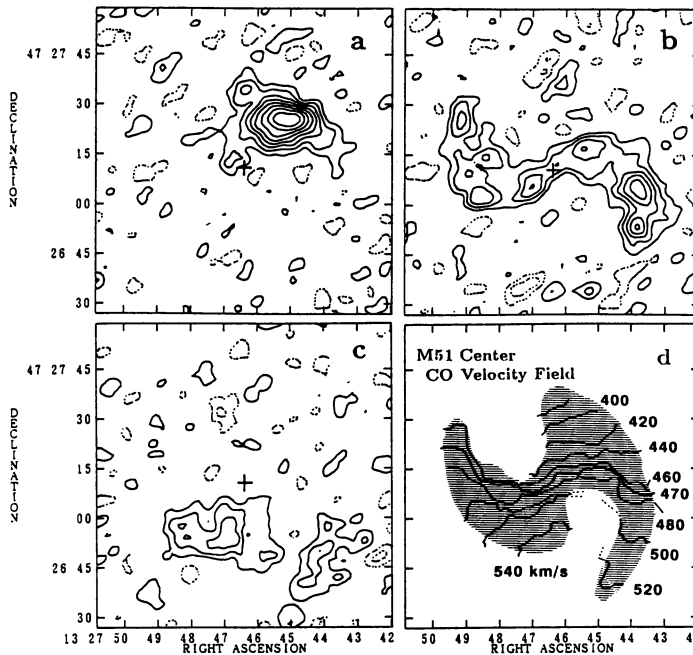 a
b
47 27 45
30
15
00
26 45
30
DECLINATION
c
d
M51 Center
CO Velocity Field
400
420
440
460
470
480
500
520
540 km/s
47 27 45
30
15
00
26 45
30
DECLINATION
13 27 50 49 48 47 46 45 44 43 42
50 49 48 47 46 45 44 43 42
RIGHT ASCENSION
RIGHT ASCENSION